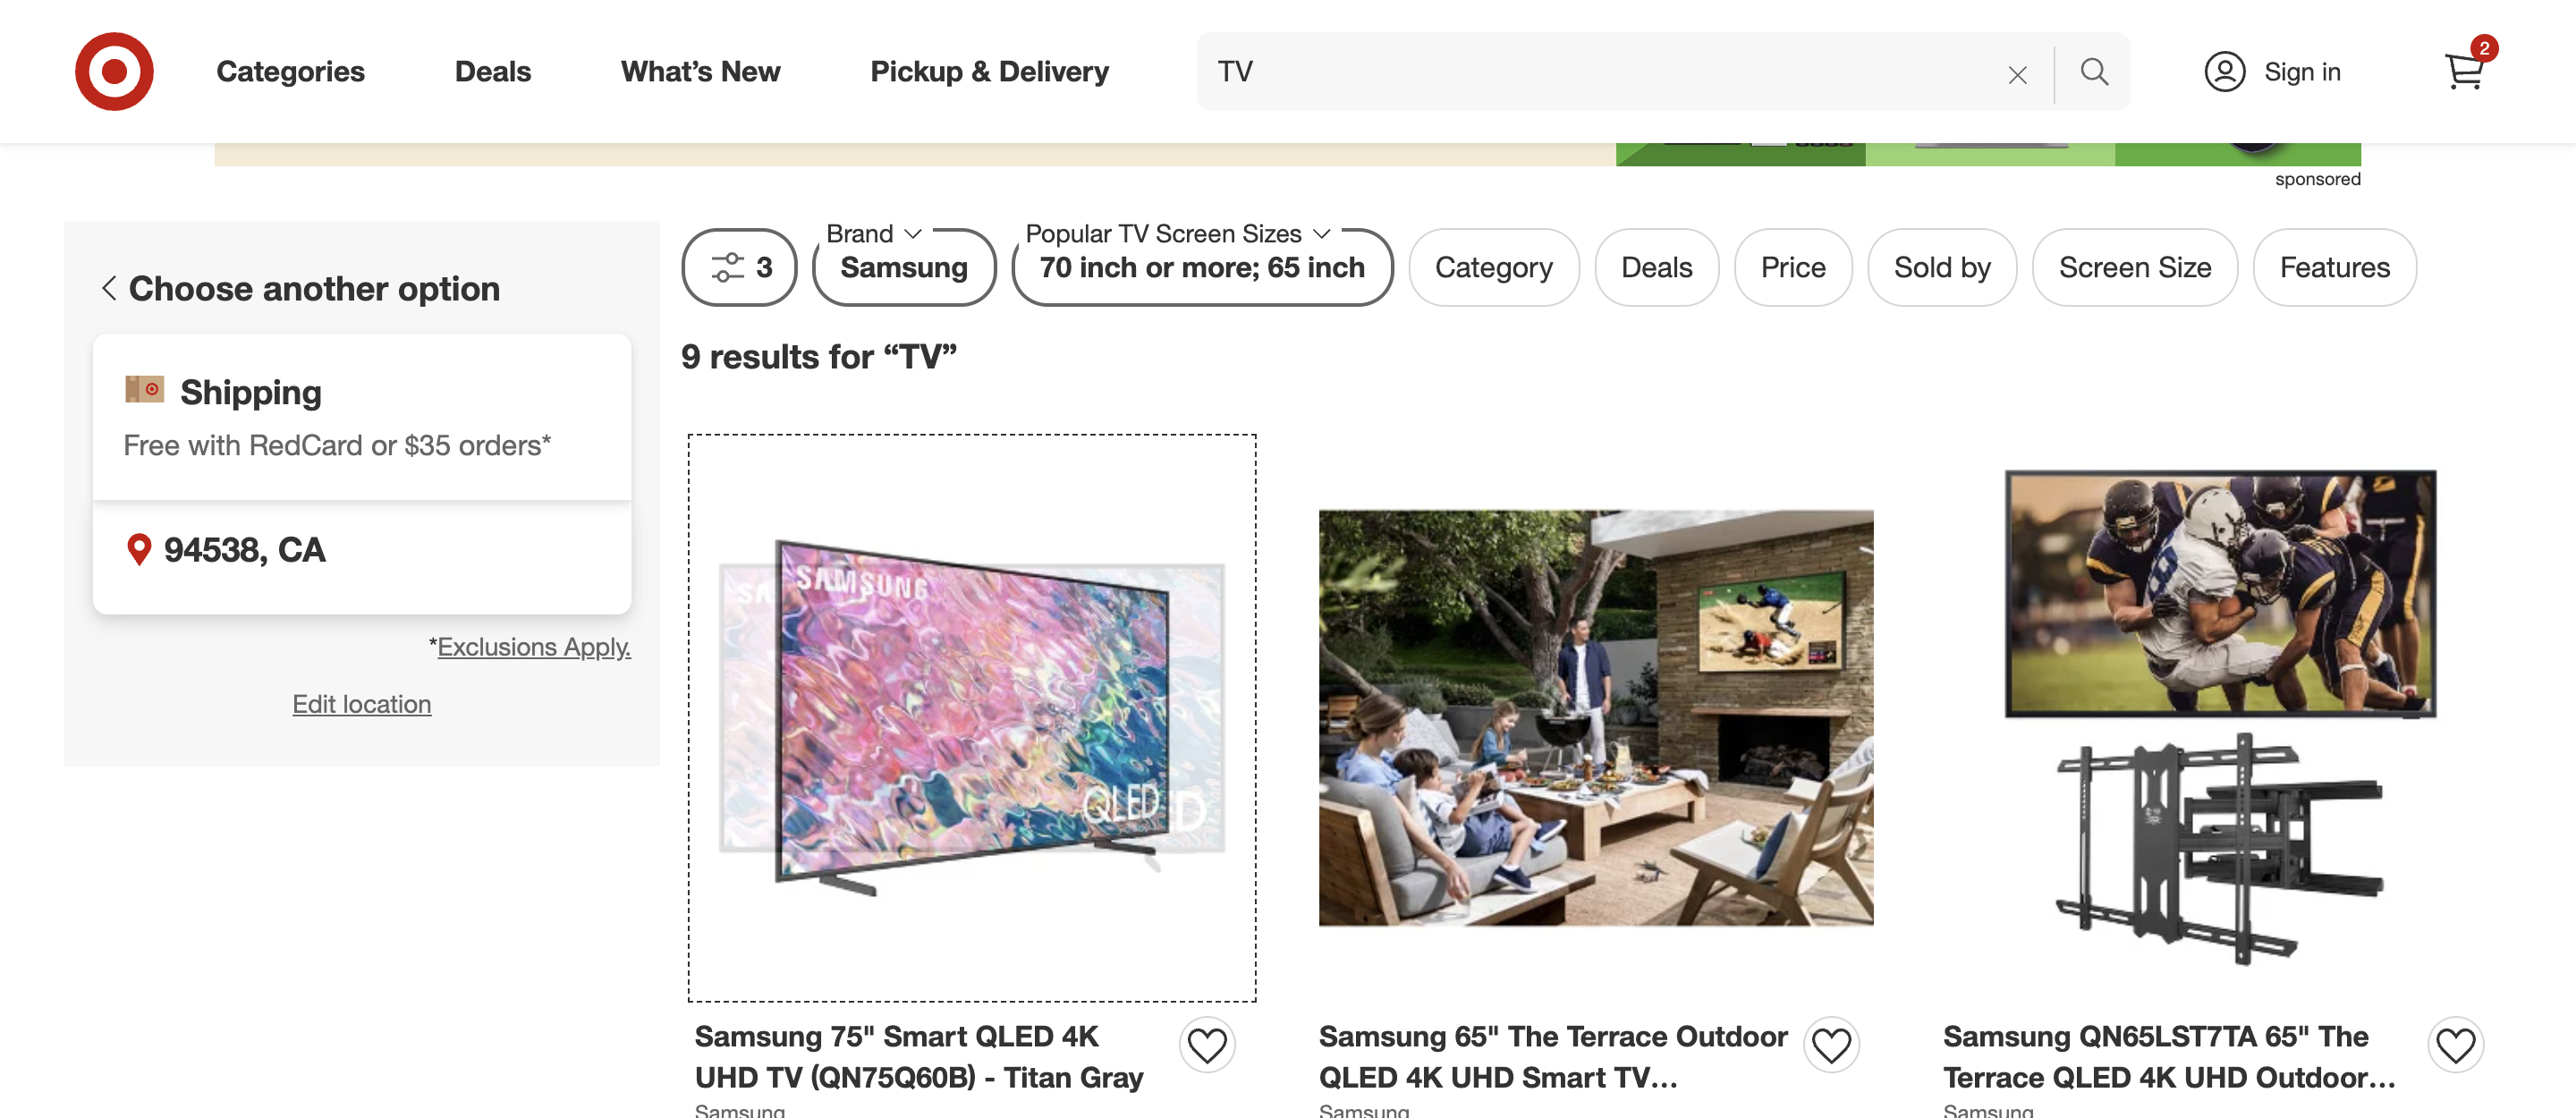 Categories
Deals
What's New
Pickup & Delivery
TV
Sign in
2
sponsored
Choose another option
Shipping
Free with RedCard or $35 orders*
94538, CA
*Exclusions Apply.
Edit location
3
Brand
Samsung
Popular TV Screen Sizes
70 inch or more; 65 inch
Category
Deals
Price
Sold by
Screen Size
Features
9 results for “TV”
SAMSUNG
QLED
Samsung 75" Smart QLED 4K
UHD TV (QN75Q60B) - Titan Gray
Samsung
Samsung 65" The Terrace Outdoor
QLED 4K UHD Smart TV...
Samsung
Samsung QN65LST7TA 65" The
Terrace QLED 4K UHD Outdoor...
Samsung